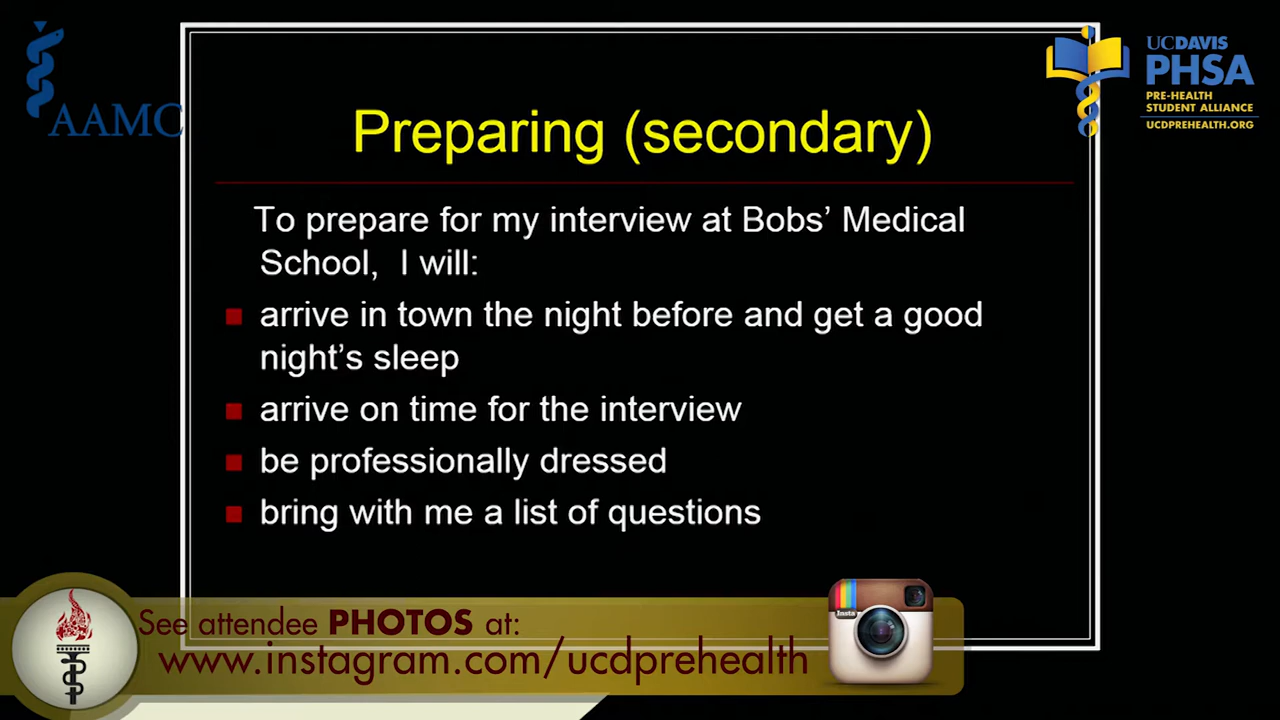 AAMC
UCDAVIS
PHSA
PRE-HEALTH
STUDENT ALLIANCE
UCDPREHEALTH.ORG
Preparing (secondary)
To prepare for my interview at Bobs’ Medical
School, I will:
arrive in town the night before and get a good
night’s sleep
arrive on time for the interview
be professionally dressed
bring with me a list of questions
See attendee PHOTOS at:
www.instagram.com/ucdprehealth
Insta